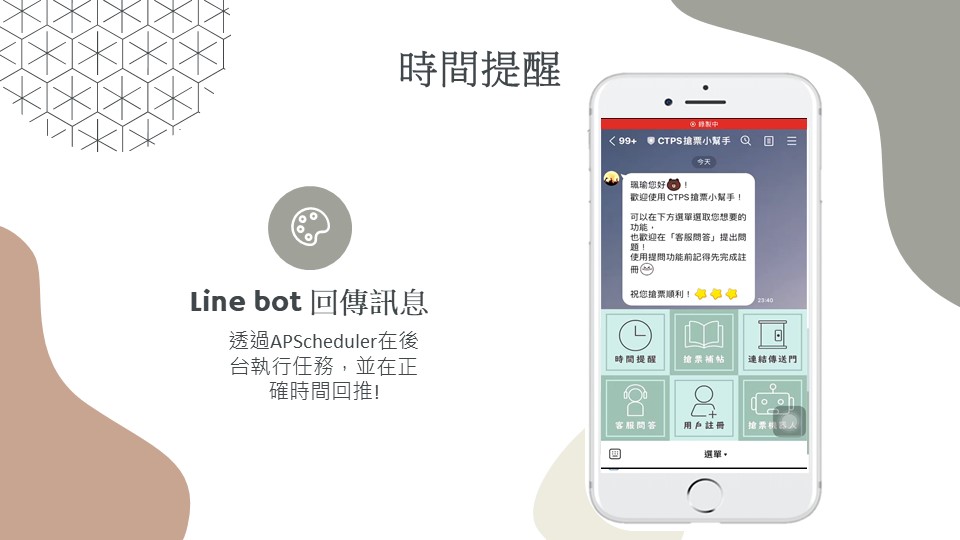 時間提醒
Line bot 回傳訊息
透過APScheduler在後
台執行任務，並在正
確時間回推!
錄製中
99+
CTPS搶票小幫手
今天
珮瑜您好！
歡迎使用CTPS搶票小幫手！
可以在下方選單選取您想要的
功能，
也歡迎在「客服問答」提出問
題！
使用提問功能前記得先完成註
冊
祝您搶票順利！
23:40
時間提醒
搶票補帖
連結傳送門
客服問答
用戶註冊
搶票機器人
選單▾